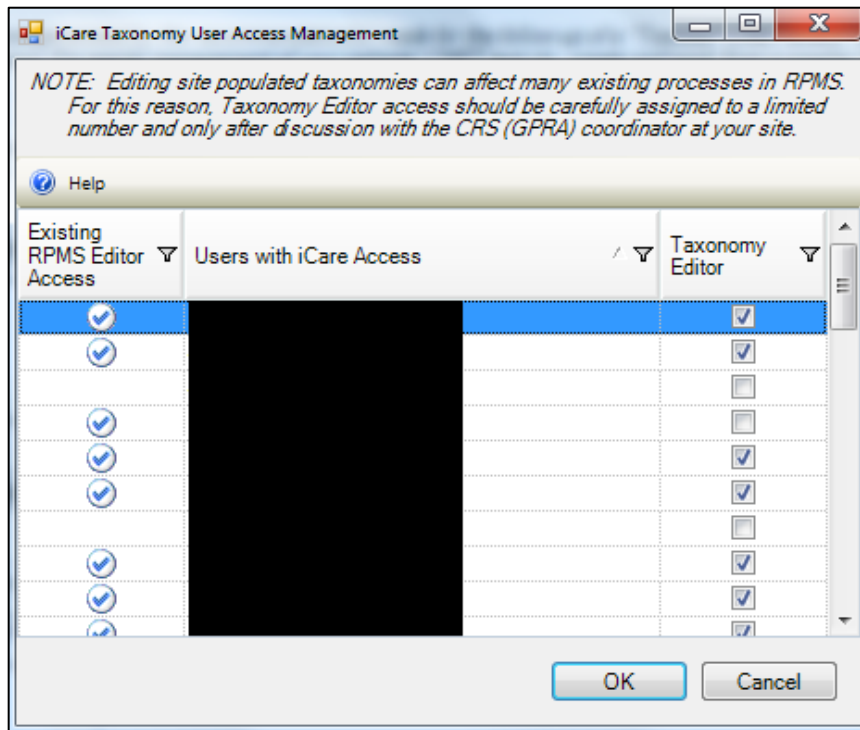 iCare Taxonomy User Access Management
NOTE: Editing site populated taxonomies can affect many existing processes in RPMS.
For this reason, Taxonomy Editor access should be carefully assigned to a limited
number and only after discussion with the CRS (GPRA) coordinator at your site.
Help
Existing
RPMS Editor
Access
Users with iCare Access
Taxonomy
Editor
OK
Cancel